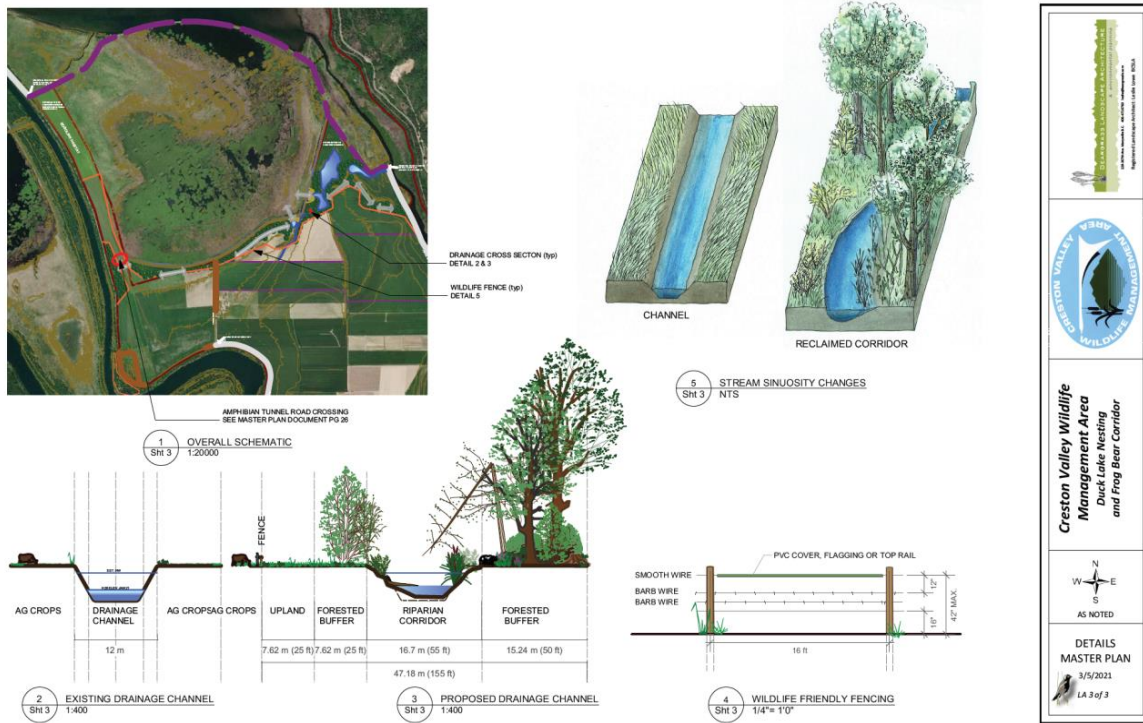 DRAINAGE CROSS SECTON (typ)
DETAIL 2 & 3
WILDLIFE FENCE (typ)
DETAIL 5
AMPHIBIAN TUNNEL ROAD CROSSING
SEE MASTER PLAN DOCUMENT PG 26
1
Sht 3
OVERALL SCHEMATIC
1:20000
CHANNEL
RECLAIMED CORRIDOR
5
Sht 3
STREAM SINUOSITY CHANGES
NTS
FENCE
AG CROPS
DRAINAGE
CHANNEL
AG CROPS
AG CROPS
UPLAND
FORESTED
BUFFER
RIPARIAN
CORRIDOR
FORESTED
BUFFER
12 m
7.62 m (25 ft)
7.62 m (25 ft)
16.7 m (55 ft)
15.24 m (50 ft)
47.18 m (155 ft)
2
Sht 3
EXISTING DRAINAGE CHANNEL
1:400
3
Sht 3
PROPOSED DRAINAGE CHANNEL
1:400
PVC COVER, FLAGGING OR TOP RAIL
SMOOTH WIRE
BARB WIRE
BARB WIRE
12"
16"
42" MAX.
16 ft
4
Sht 3
WILDLIFE FRIENDLY FENCING
1/4"= 1'0"
CRESTON VALLEY
WILDLIFE MANAGEMENT AREA
Creston Valley Wildlife
Management Area
Duck Lake Nesting
and Frog Bear Corridor
N
W
E
S
AS NOTED
DETAILS
MASTER PLAN
3/5/2021
LA 3 of 3